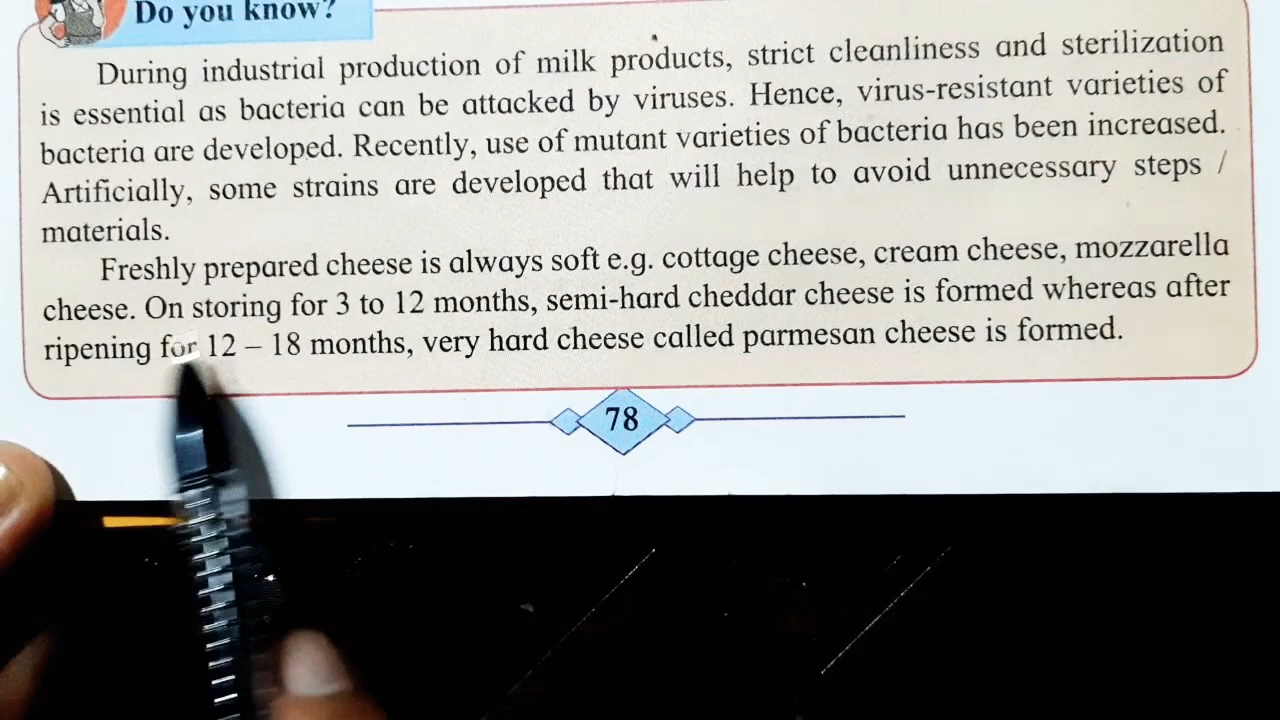 Do you know?
During industrial production of milk products, strict cleanliness and sterilization
is essential as bacteria can be attacked by viruses. Hence, virus-resistant varieties of
bacteria are developed. Recently, use of mutant varieties of bacteria has been increased.
Artificially, some strains are developed that will help to avoid unnecessary steps /
materials.
Freshly prepared cheese is always soft e.g. cottage cheese, cream cheese, mozzarella
cheese. On storing for 3 to 12 months, semi-hard cheddar cheese is formed whereas after
ripening for 12 – 18 months, very hard cheese called parmesan cheese is formed.
78